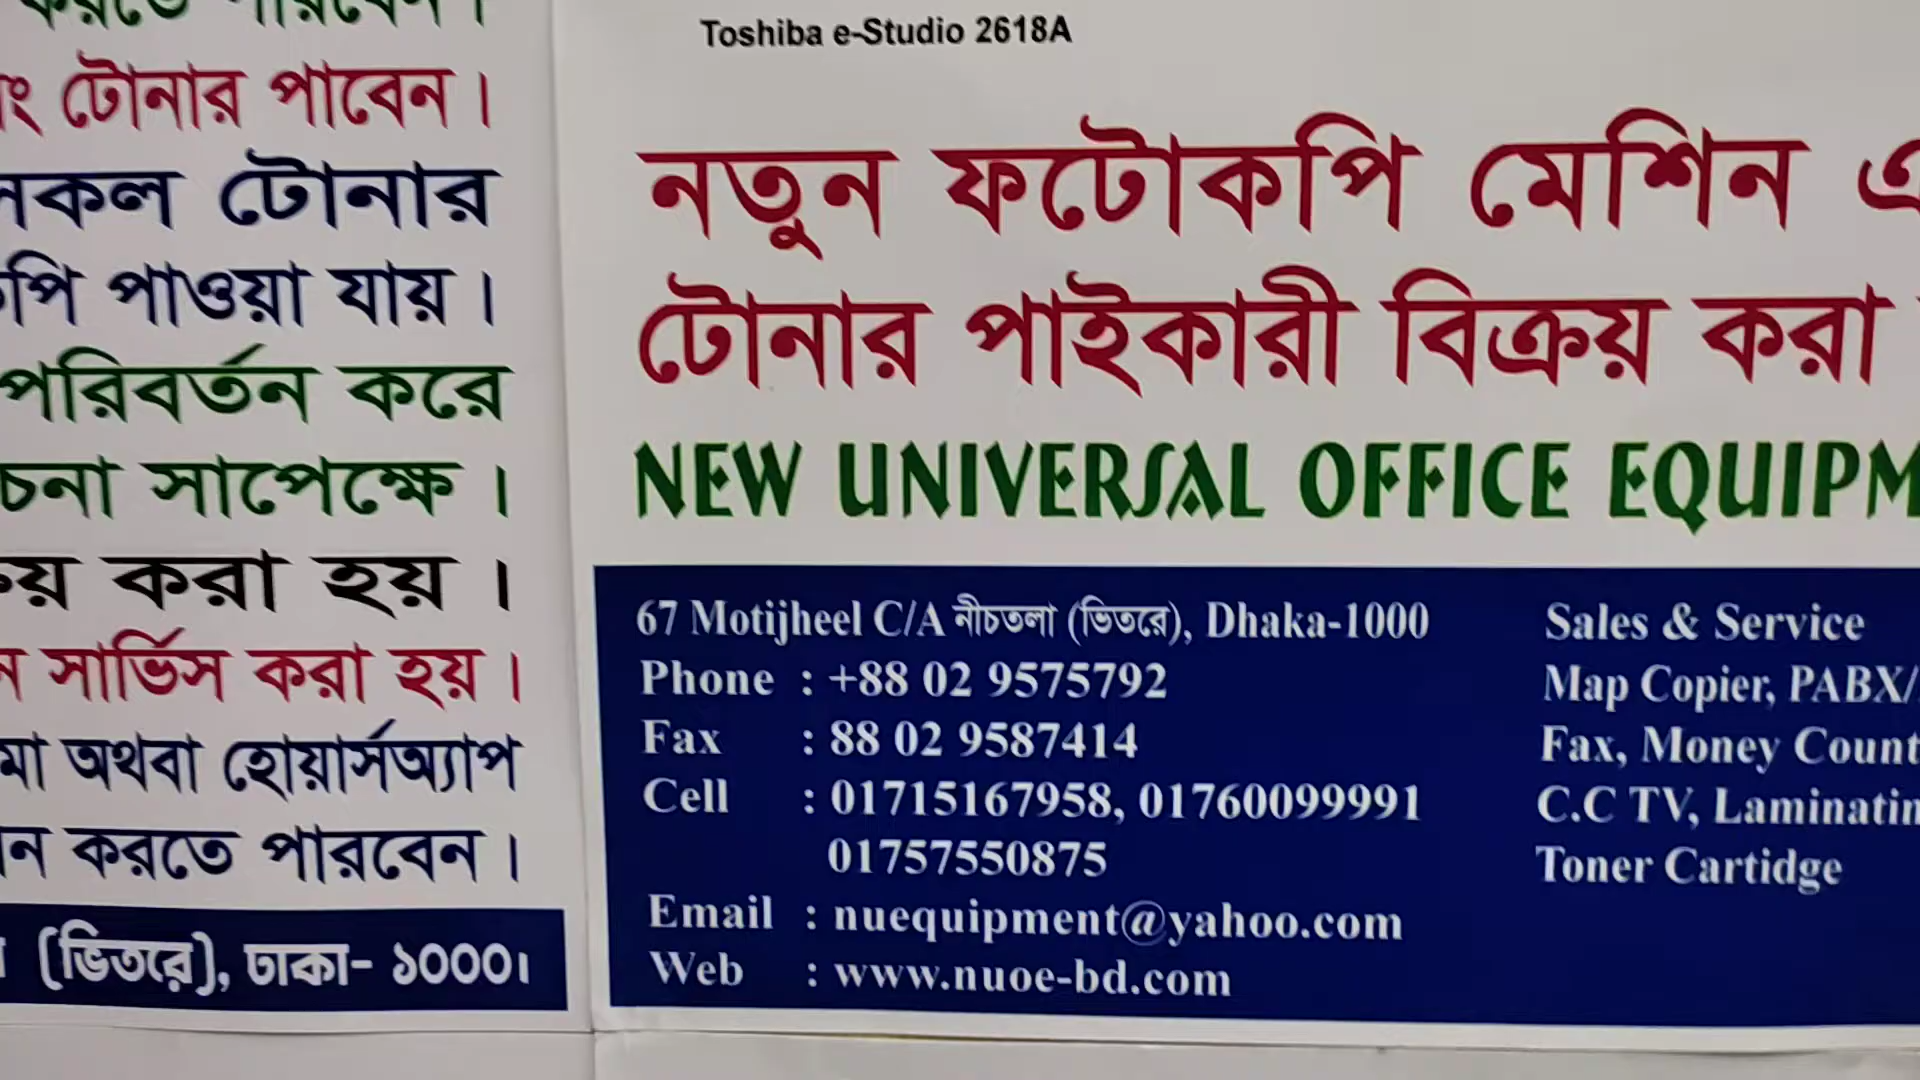 করতে পারবেন।
টোনার পাবেন।
সকল টোনার
পাওয়া যায়।
পরিবর্তন করে
সাপেক্ষে।
করা হয়।
সার্ভিস করা হয়।
অথবা হোয়ার্সঅ্যাপ
করতে পারবেন।
(ভিতরে), ঢাকা- ১০০০।
Toshiba e-Studio 2618A
নতুন ফটোকপি মেশিন
টোনার পাইকারী বিক্রয় করা
NEW UNIVERSAL OFFICE EQUIPM
67 Motijheel C/A নীচতলা (ভিতরে), Dhaka-1000
Phone : +88 02 9575792
Fax : 88 02 9587414
Cell : 01715167958, 01760099991
01757550875
Email : nuequipment@yahoo.com
Web : www.nuoe-bd.com
Sales & Service
Map Copier, PABX/
Fax, Money Count
C.C TV, Laminatin
Toner Cartidge